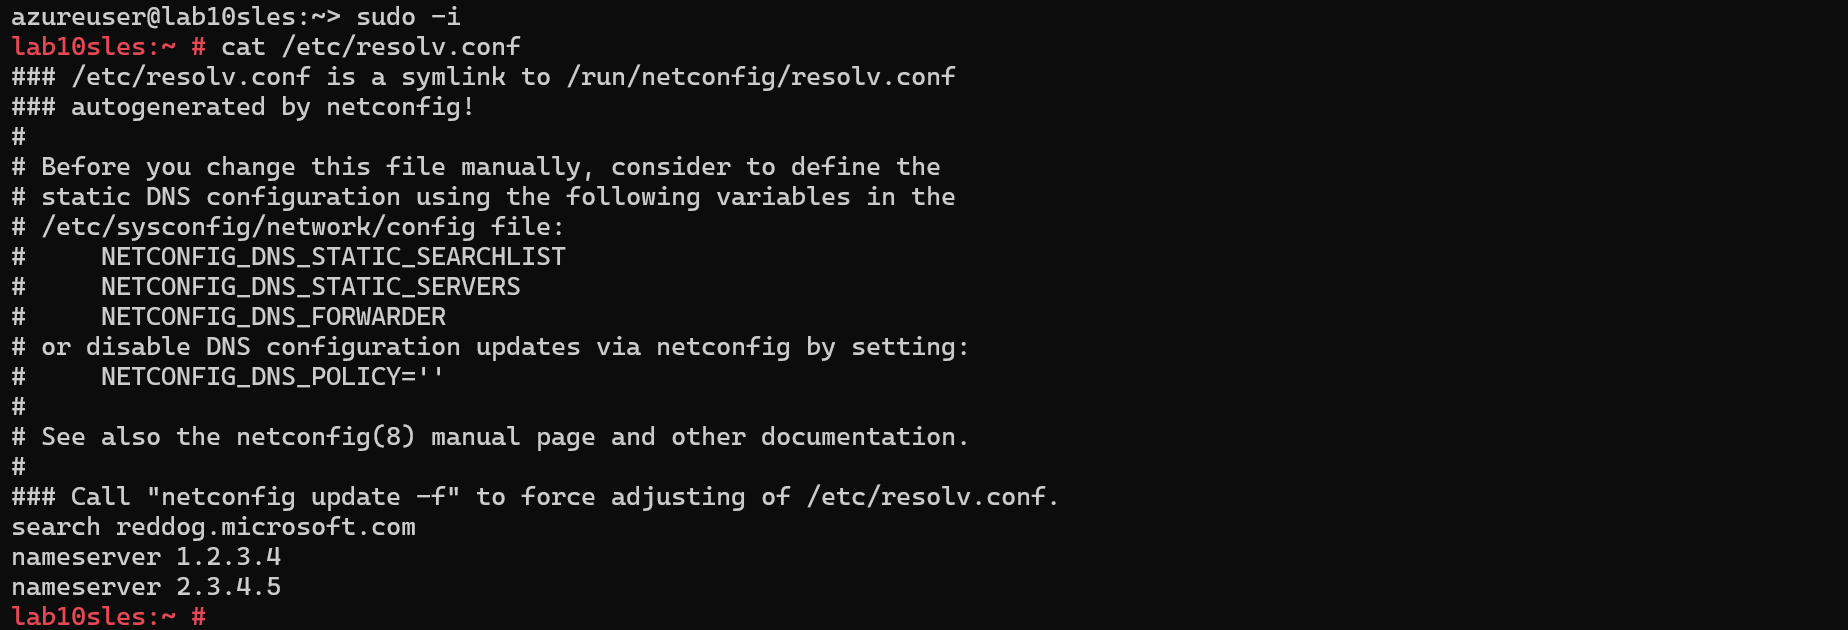 azureuser@lab10sles:~> sudo -i
lab10sles:~ # cat /etc/resolv.conf
### /etc/resolv.conf is a symlink to /run/netconfig/resolv.conf
### autogenerated by netconfig!
#
# Before you change this file manually, consider to define the
# static DNS configuration using the following variables in the
# /etc/sysconfig/network/config file:
#     NETCONFIG_DNS_STATIC_SEARCHLIST
#     NETCONFIG_DNS_STATIC_SERVERS
#     NETCONFIG_DNS_FORWARDER
# or disable DNS configuration updates via netconfig by setting:
#     NETCONFIG_DNS_POLICY=''
#
# See also the netconfig(8) manual page and other documentation.
#
### Call "netconfig update -f" to force adjusting of /etc/resolv.conf.
search reddog.microsoft.com
nameserver 1.2.3.4
nameserver 2.3.4.5
lab10sles:~ #